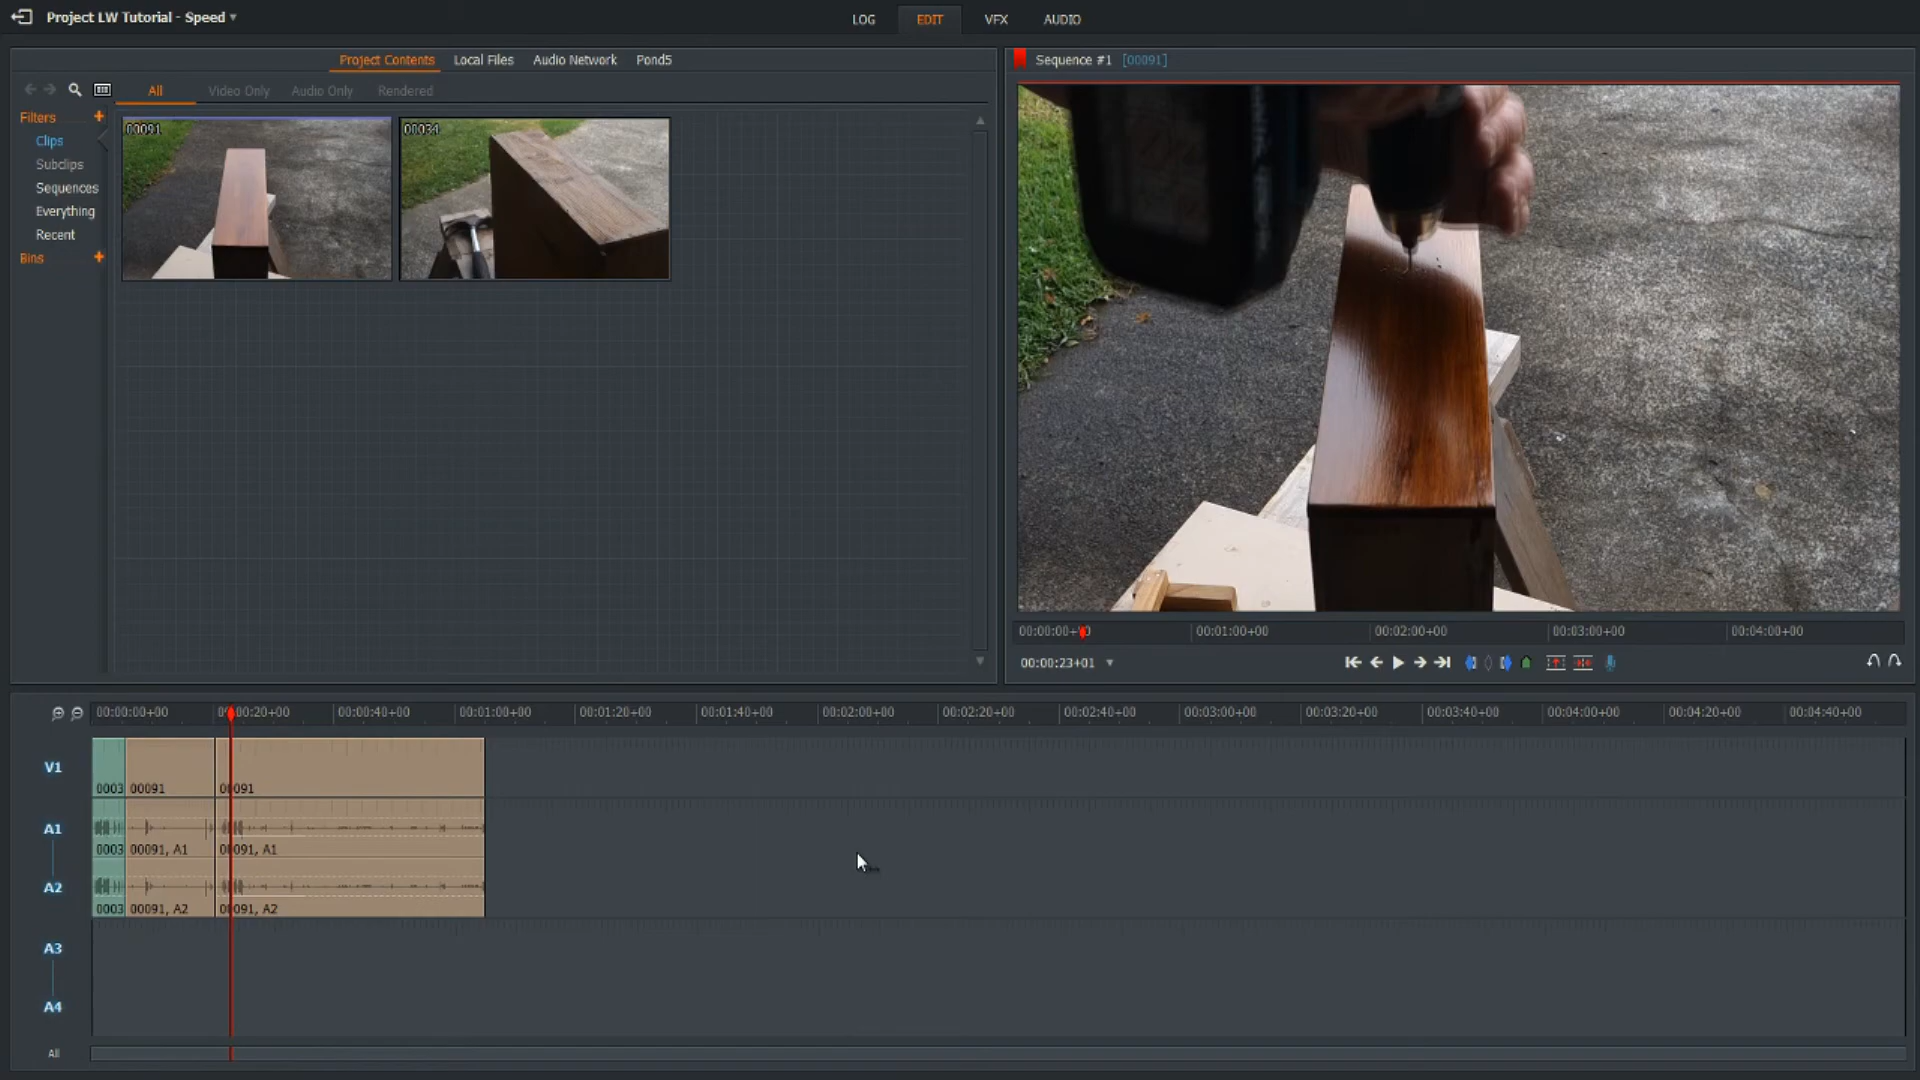 Project LW Tutorial - Speed
LOG EDIT VFX AUDIO
Project Contents Local Files Audio Network Pond5
Sequence #1 [00091]
All Video Only Audio Only Rendered
Filters
Clips
Subclips
Sequences
Everything
Recent
Bins
00091
00034
00:00:00+ 00:01:00+00 00:02:00+00 00:03:00+00 00:04:00+00
00:00:23+01
00:00:00+00 00:00:20+00 00:00:40+00 00:01:00+00 00:01:20+00 00:01:40+00 00:02:00+00 00:02:20+00 00:02:40+00 00:03:00+00 00:03:20+00 00:03:40+00 00:04:00+00 00:04:20+00 00:04:40+00
V1
0003 00091 00091
A1
0003 00091, A1 00091, A1
A2
0003 00091, A2 00091, A2
A3
A4
All